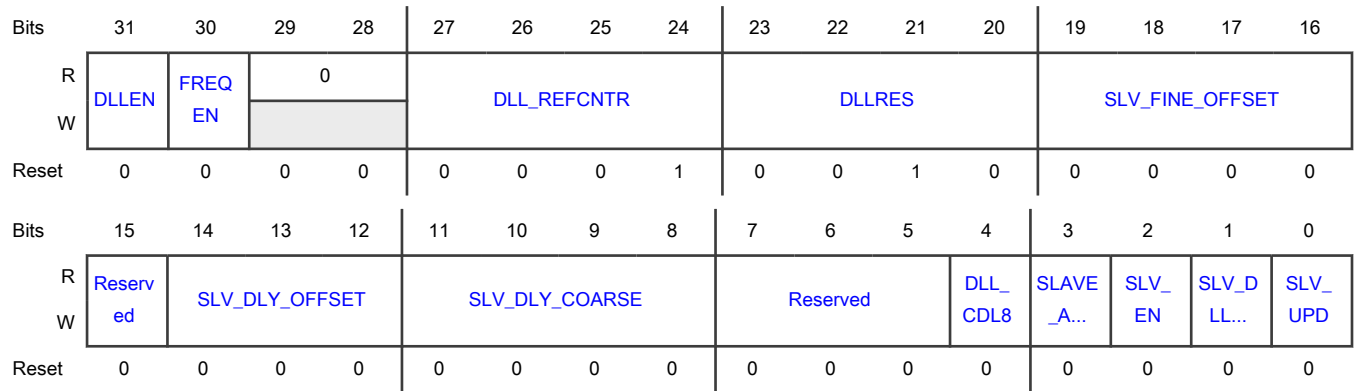 Bits 31 30 29 28 27 26 25 24 23 22 21 20 19 18 17 16
R
W
DLLEN
FREQ
EN
0
DLL_REFCNTR
DLLRES
SLV_FINE_OFFSET
Reset 0 0 0 0 0 0 0 1 0 0 1 0 0 0 0 0
Bits 15 14 13 12 11 10 9 8 7 6 5 4 3 2 1 0
R
W
Reserv
ed
SLV_DLY_OFFSET
SLV_DLY_COARSE
Reserved
DLL_
CDL8
SLAVE
_A...
SLV_
EN
SLV_D
LL...
SLV_
UPD
Reset 0 0 0 0 0 0 0 0 0 0 0 0 0 0 0 0